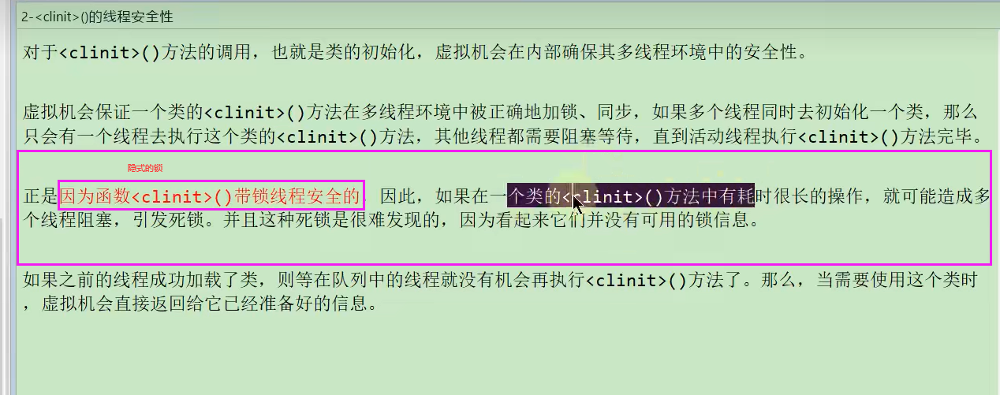 2-<clinit>()的线程安全性
对于<clinit>()方法的调用，也就是类的初始化，虚拟机会在内部确保其多线程环境中的安全性。
虚拟机会保证一个类的<clinit>()方法在多线程环境中被正确地加锁、同步，如果多个线程同时去初始化一个类，那么
只会有一个线程去执行这个类的<clinit>()方法，其他线程都需要阻塞等待，直到活动线程执行<clinit>()方法完毕。
隐式的锁
正是因为函数<clinit>()带锁线程安全的，因此，如果在一个类的<clinit>()方法中有耗时很长的操作，就可能造成多
个线程阻塞，引发死锁。并且这种死锁是很难发现的，因为看起来它们并没有可用的锁信息。
如果之前的线程成功加载了类，则等在队列中的线程就没有机会再执行<clinit>()方法了。那么，当需要使用这个类时
，虚拟机会直接返回给它已经准备好的信息。